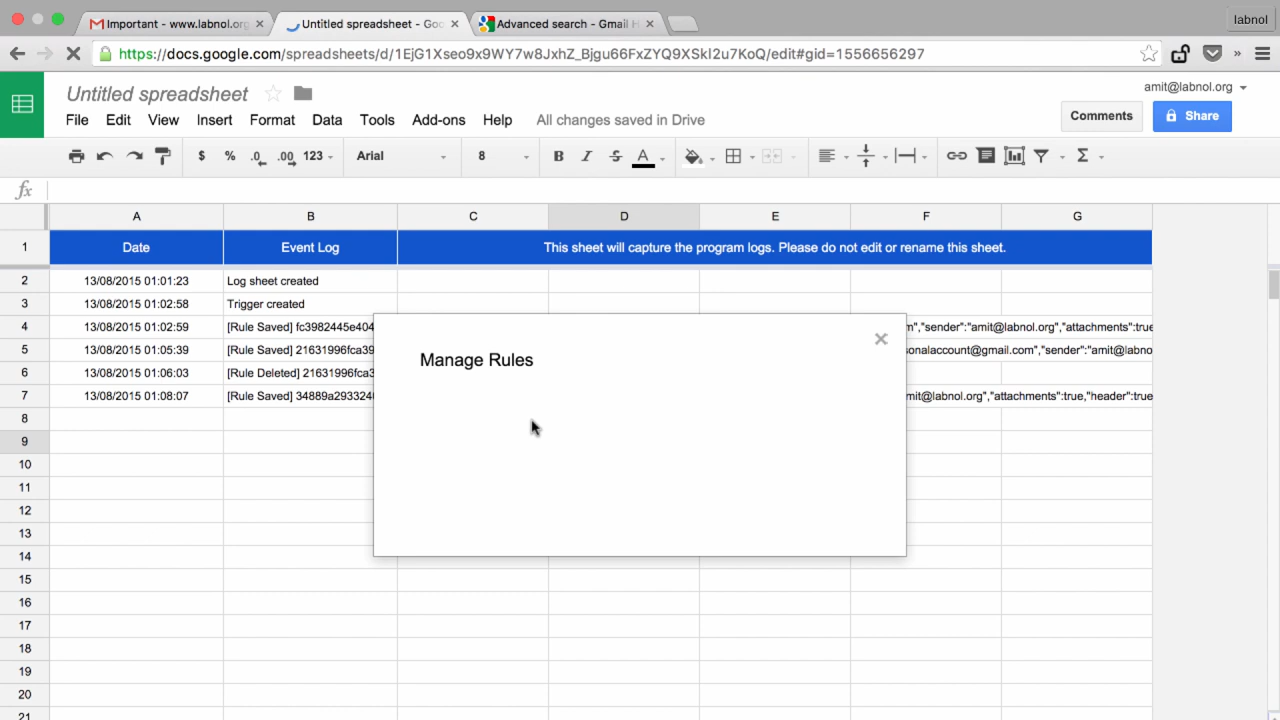 Important - www.labnol.org
Untitled spreadsheet - Goo
Advanced search - Gmail H
labnol
https://docs.google.com/spreadsheets/d/1EjG1Xseo9x9WY7w8JxhZ_Bjgu66FxZYQ9XSkI2u7KoQ/edit#gid=1556656297
Untitled spreadsheet
amit@labnol.org
File Edit View Insert Format Data Tools Add-ons Help All changes saved in Drive
Comments Share
$ % .0 .00 123 Arial 8 B I S A Σ
fx
A B C D E F G
1 Date Event Log This sheet will capture the program logs. Please do not edit or rename this sheet.
2 13/08/2015 01:01:23 Log sheet created
3 13/08/2015 01:02:58 Trigger created
4 13/08/2015 01:02:59 [Rule Saved] fc3982445e404 m","sender":"amit@labnol.org","attachments":true
5 13/08/2015 01:05:39 [Rule Saved] 21631996fca39 sonalaccount@gmail.com","sender":"amit@labno
6 13/08/2015 01:06:03 [Rule Deleted] 21631996fca3
7 13/08/2015 01:08:07 [Rule Saved] 34889a2933240 mit@labnol.org","attachments":true,"header":true
Manage Rules
8
9
10
11
12
13
14
15
16
17
18
19
20
21